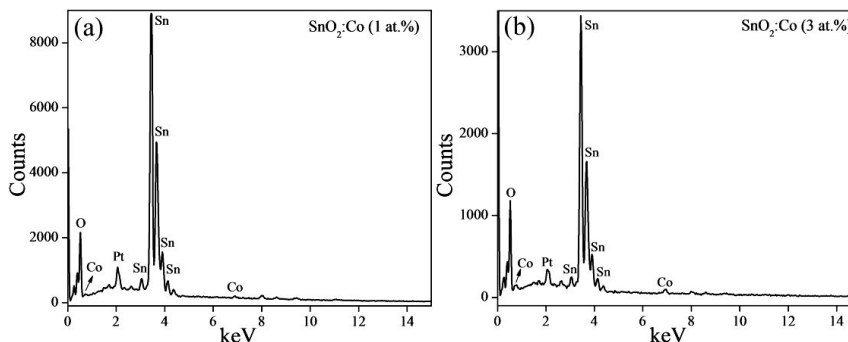 (a)
SnO₂:Co (1 at.%)
Sn
Sn
O
Co
Pt
Sn
Sn
Sn
Co
8000
6000
4000
2000
0
Counts
0 2 4 6 8 10 12 14
keV
(b)
SnO₂:Co (3 at.%)
Sn
Sn
O
Co
Pt
Sn
Sn
Sn
Co
3000
2000
1000
0
Counts
0 2 4 6 8 10 12 14
keV